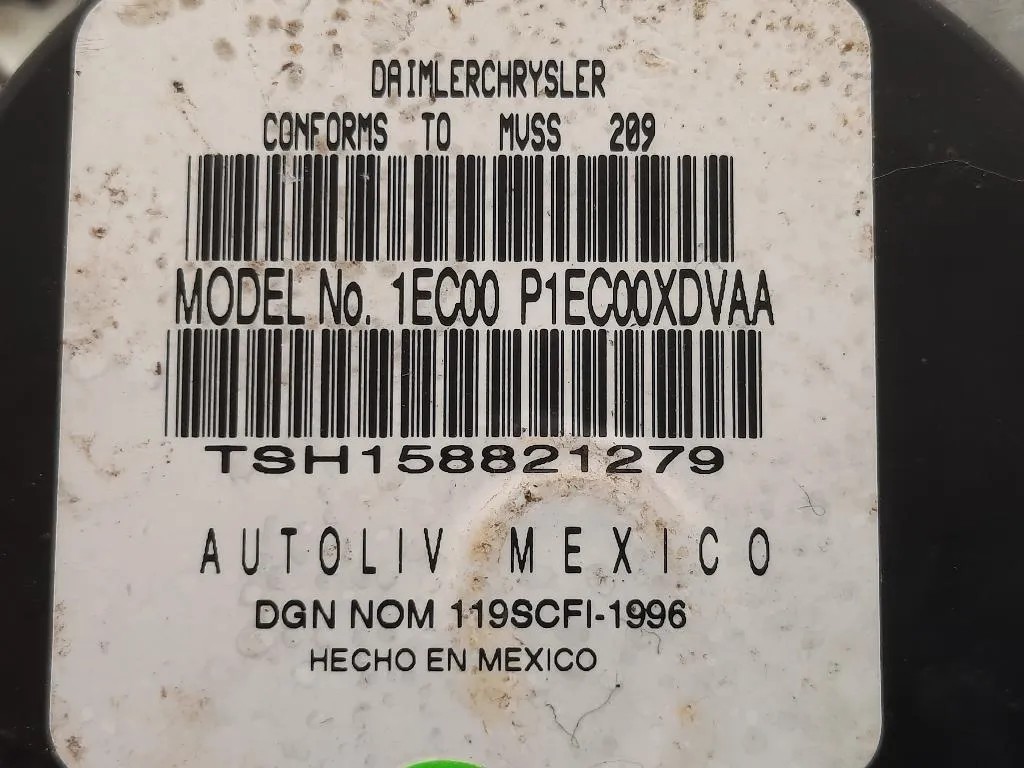 DAIMLERCHRYSLER
CONFORMS TO MVSS 209
MODEL No. 1EC00 P1EC00XDVAA
TSH158821279
AUTOLIV MEXICO
DGN NOM 119SCFI-1996
HECHO EN MEXICO